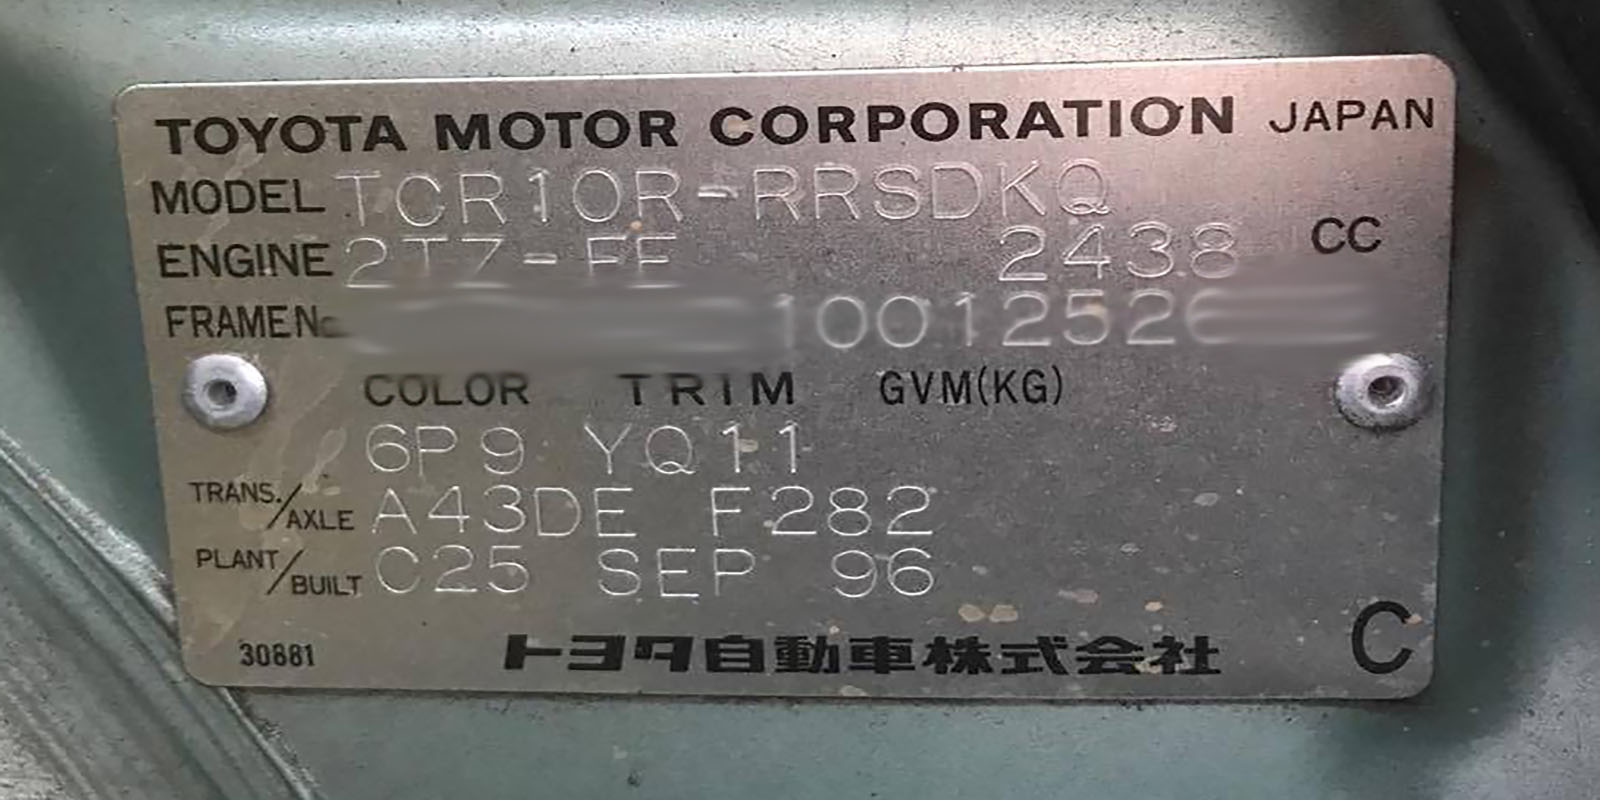 TOYOTA MOTOR CORPORATION JAPAN
MODEL TCR10R-RRSDKQ
ENGINE 2TZ-FE 2438 CC
FRAME No. 1001252
COLOR TRIM GVM(KG)
6P9 YQ11
TRANS./AXLE A43DE F282
PLANT/BUILT C25 SEP 96
30881 トヨタ自動車株式会社 C